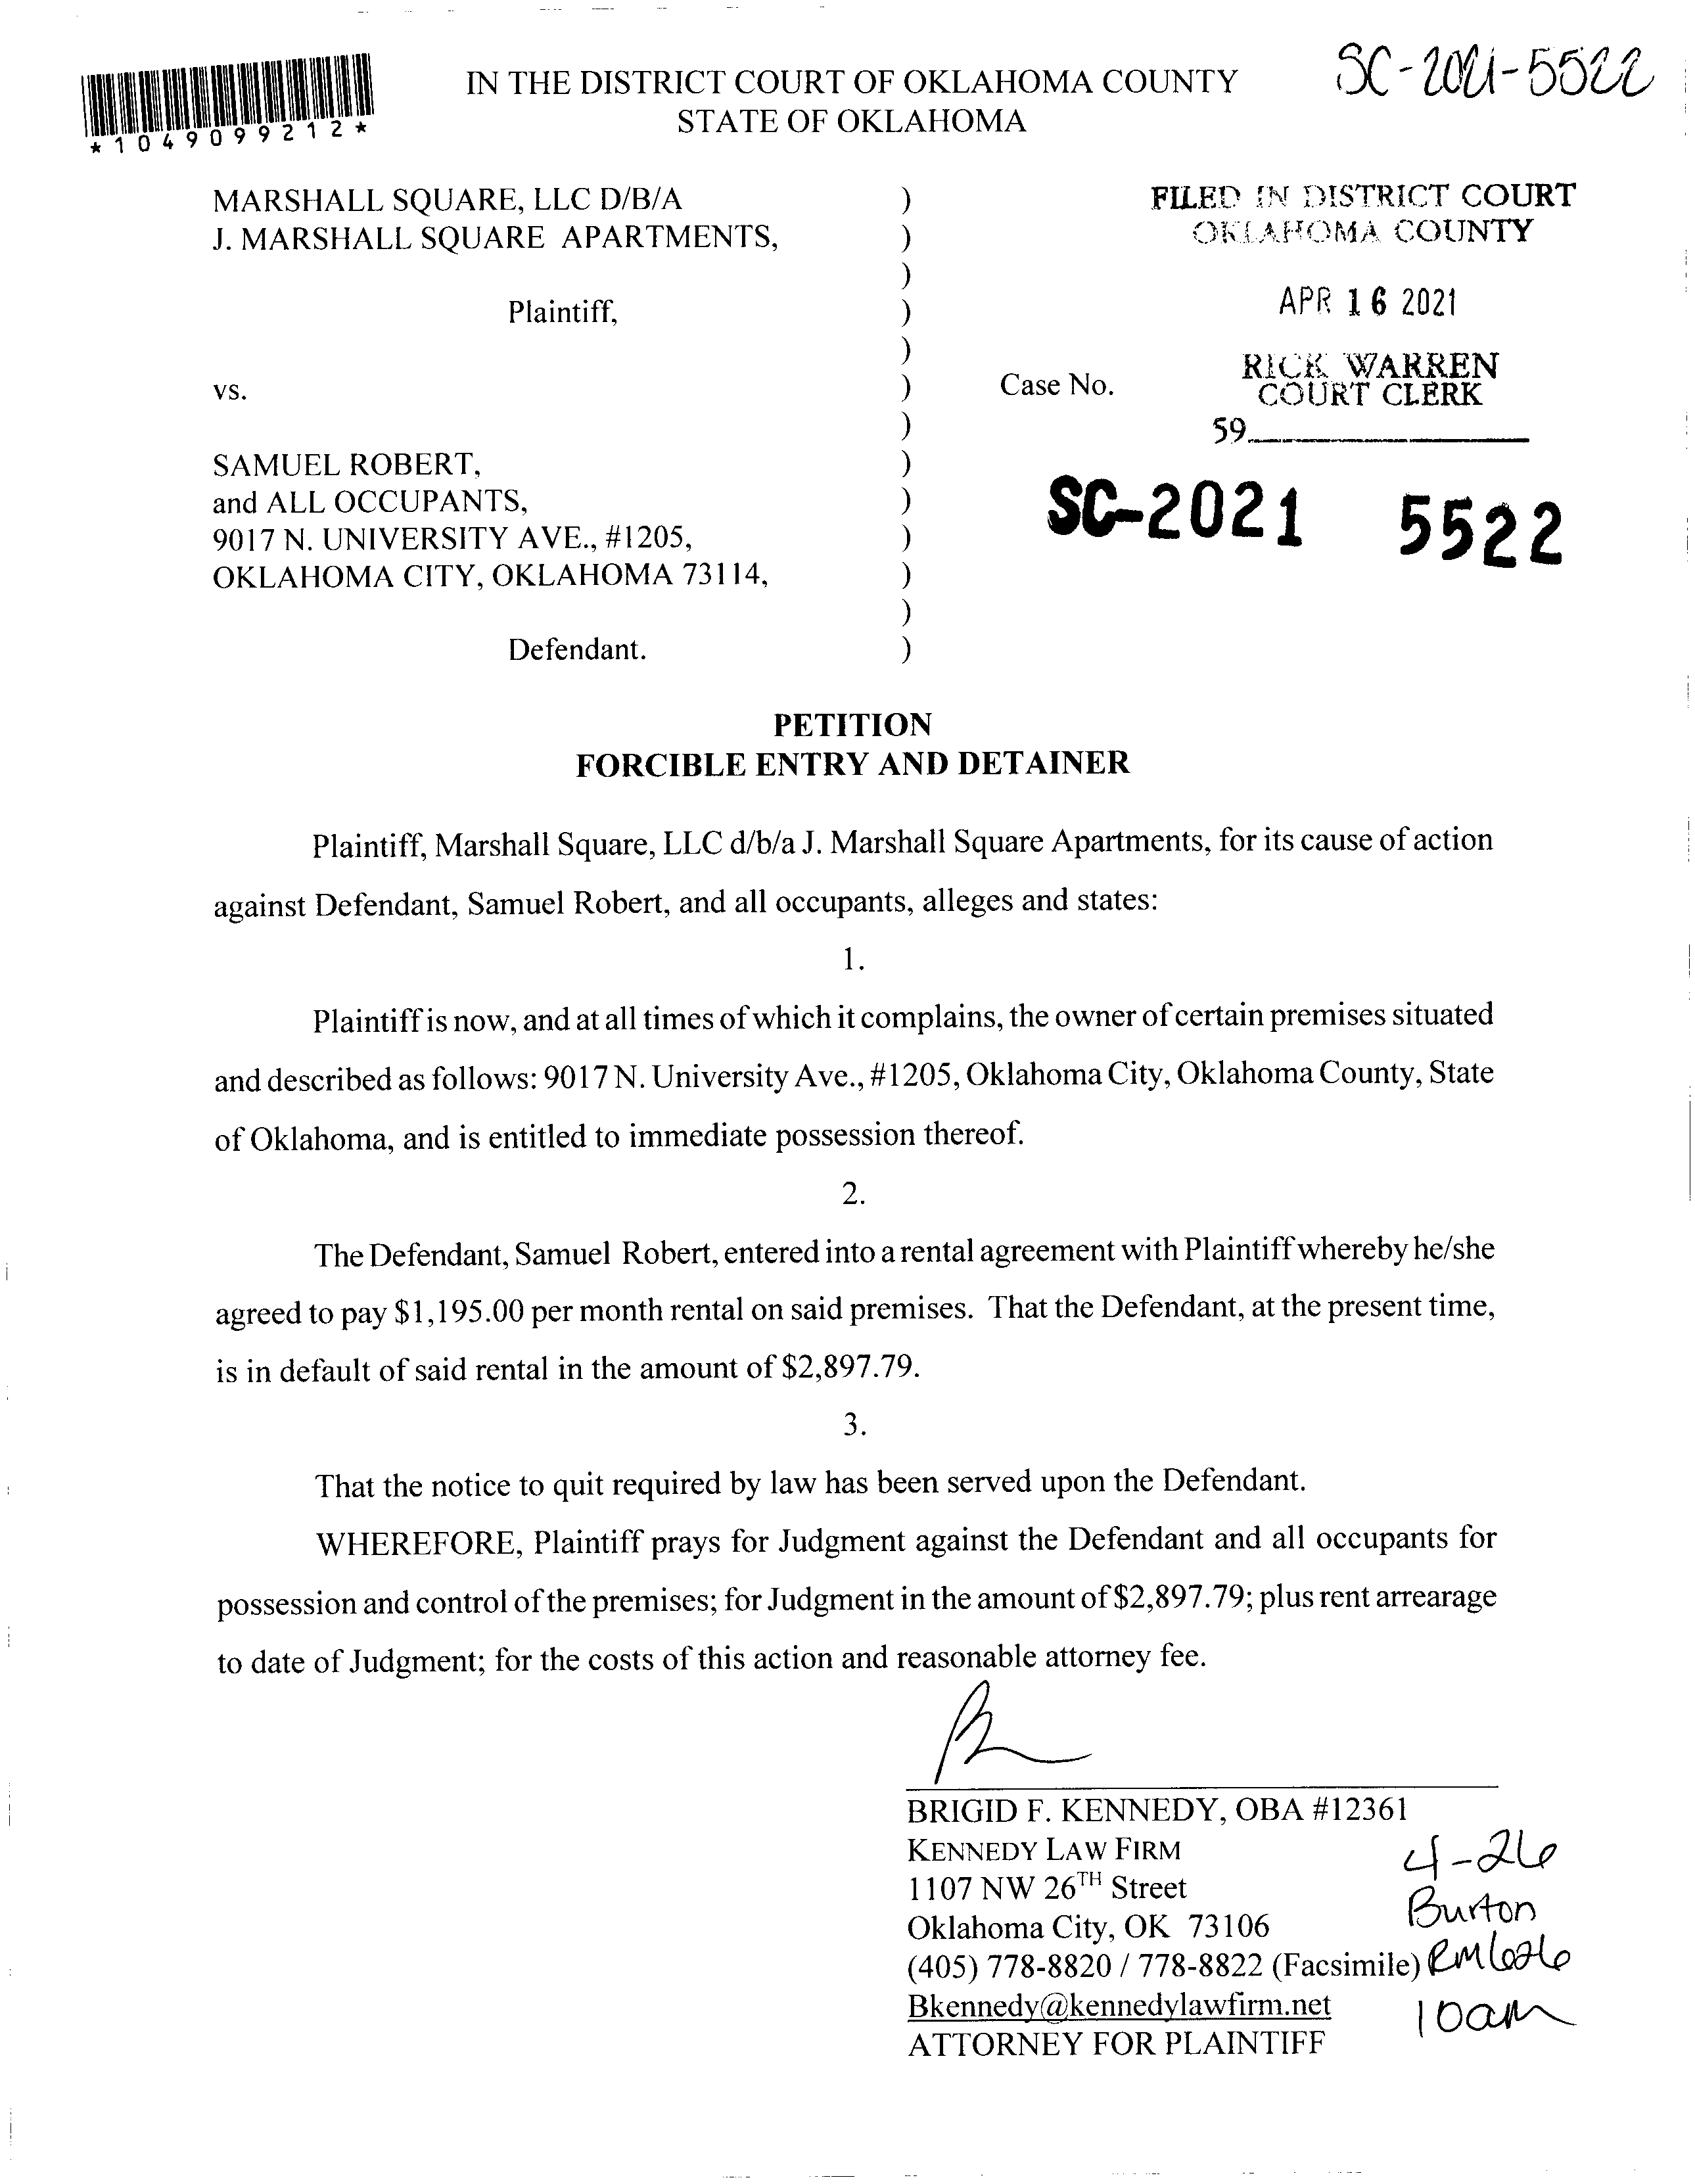 SC-2021-5522
IN THE DISTRICT COURT OF OKLAHOMA COUNTY
STATE OF OKLAHOMA
*1049099212*
MARSHALL SQUARE, LLC D/B/A )
J. MARSHALL SQUARE APARTMENTS, )
)
Plaintiff, )
)
vs. )
)
SAMUEL ROBERT, )
and ALL OCCUPANTS, )
9017 N. UNIVERSITY AVE., #1205, )
OKLAHOMA CITY, OKLAHOMA 73114, )
)
Defendant. )
FILED IN DISTRICT COURT
OKLAHOMA COUNTY
APR 16 2021
RICK WARREN
COURT CLERK
Case No.
59
SC-2021 5522
PETITION
FORCIBLE ENTRY AND DETAINER
Plaintiff, Marshall Square, LLC d/b/a J. Marshall Square Apartments, for its cause of action
against Defendant, Samuel Robert, and all occupants, alleges and states:
1.
Plaintiff is now, and at all times of which it complains, the owner of certain premises situated
and described as follows: 9017 N. University Ave., #1205, Oklahoma City, Oklahoma County, State
of Oklahoma, and is entitled to immediate possession thereof.
2.
The Defendant, Samuel Robert, entered into a rental agreement with Plaintiff whereby he/she
agreed to pay $1,195.00 per month rental on said premises. That the Defendant, at the present time,
is in default of said rental in the amount of $2,897.79.
3.
That the notice to quit required by law has been served upon the Defendant.
WHEREFORE, Plaintiff prays for Judgment against the Defendant and all occupants for
possession and control of the premises; for Judgment in the amount of $2,897.79; plus rent arrearage
to date of Judgment; for the costs of this action and reasonable attorney fee.
BRIGID F. KENNEDY, OBA #12361
KENNEDY LAW FIRM
1107 NW 26TH Street
Oklahoma City, OK 73106
(405) 778-8820 / 778-8822 (Facsimile)
Bkennedy@kennedylawfirm.net
ATTORNEY FOR PLAINTIFF
4-26
Burton
RM 626
10am